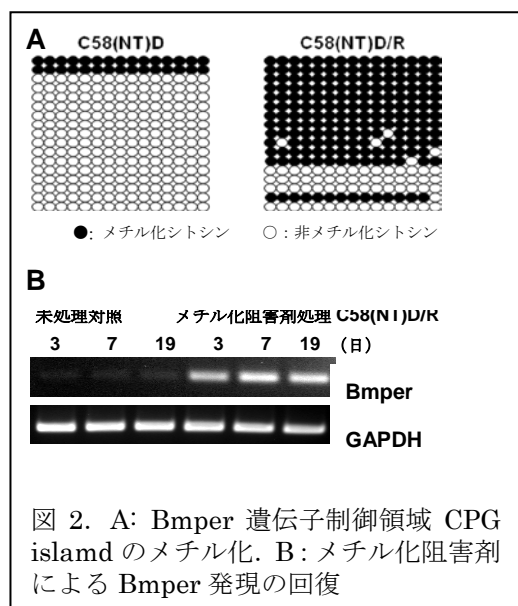 A
C58(NT)D C58(NT)D/R
●: メチル化シトシン ○:非メチル化シトシン
B
未処理対照 メチル化阻害剤処理 C58(NT)D/R
3 7 19 3 7 19 (日)
Bmper
GAPDH
図 2. A: Bmper 遺伝子制御領域 CPG
islamd のメチル化. B:メチル化阻害剤
による Bmper 発現の回復